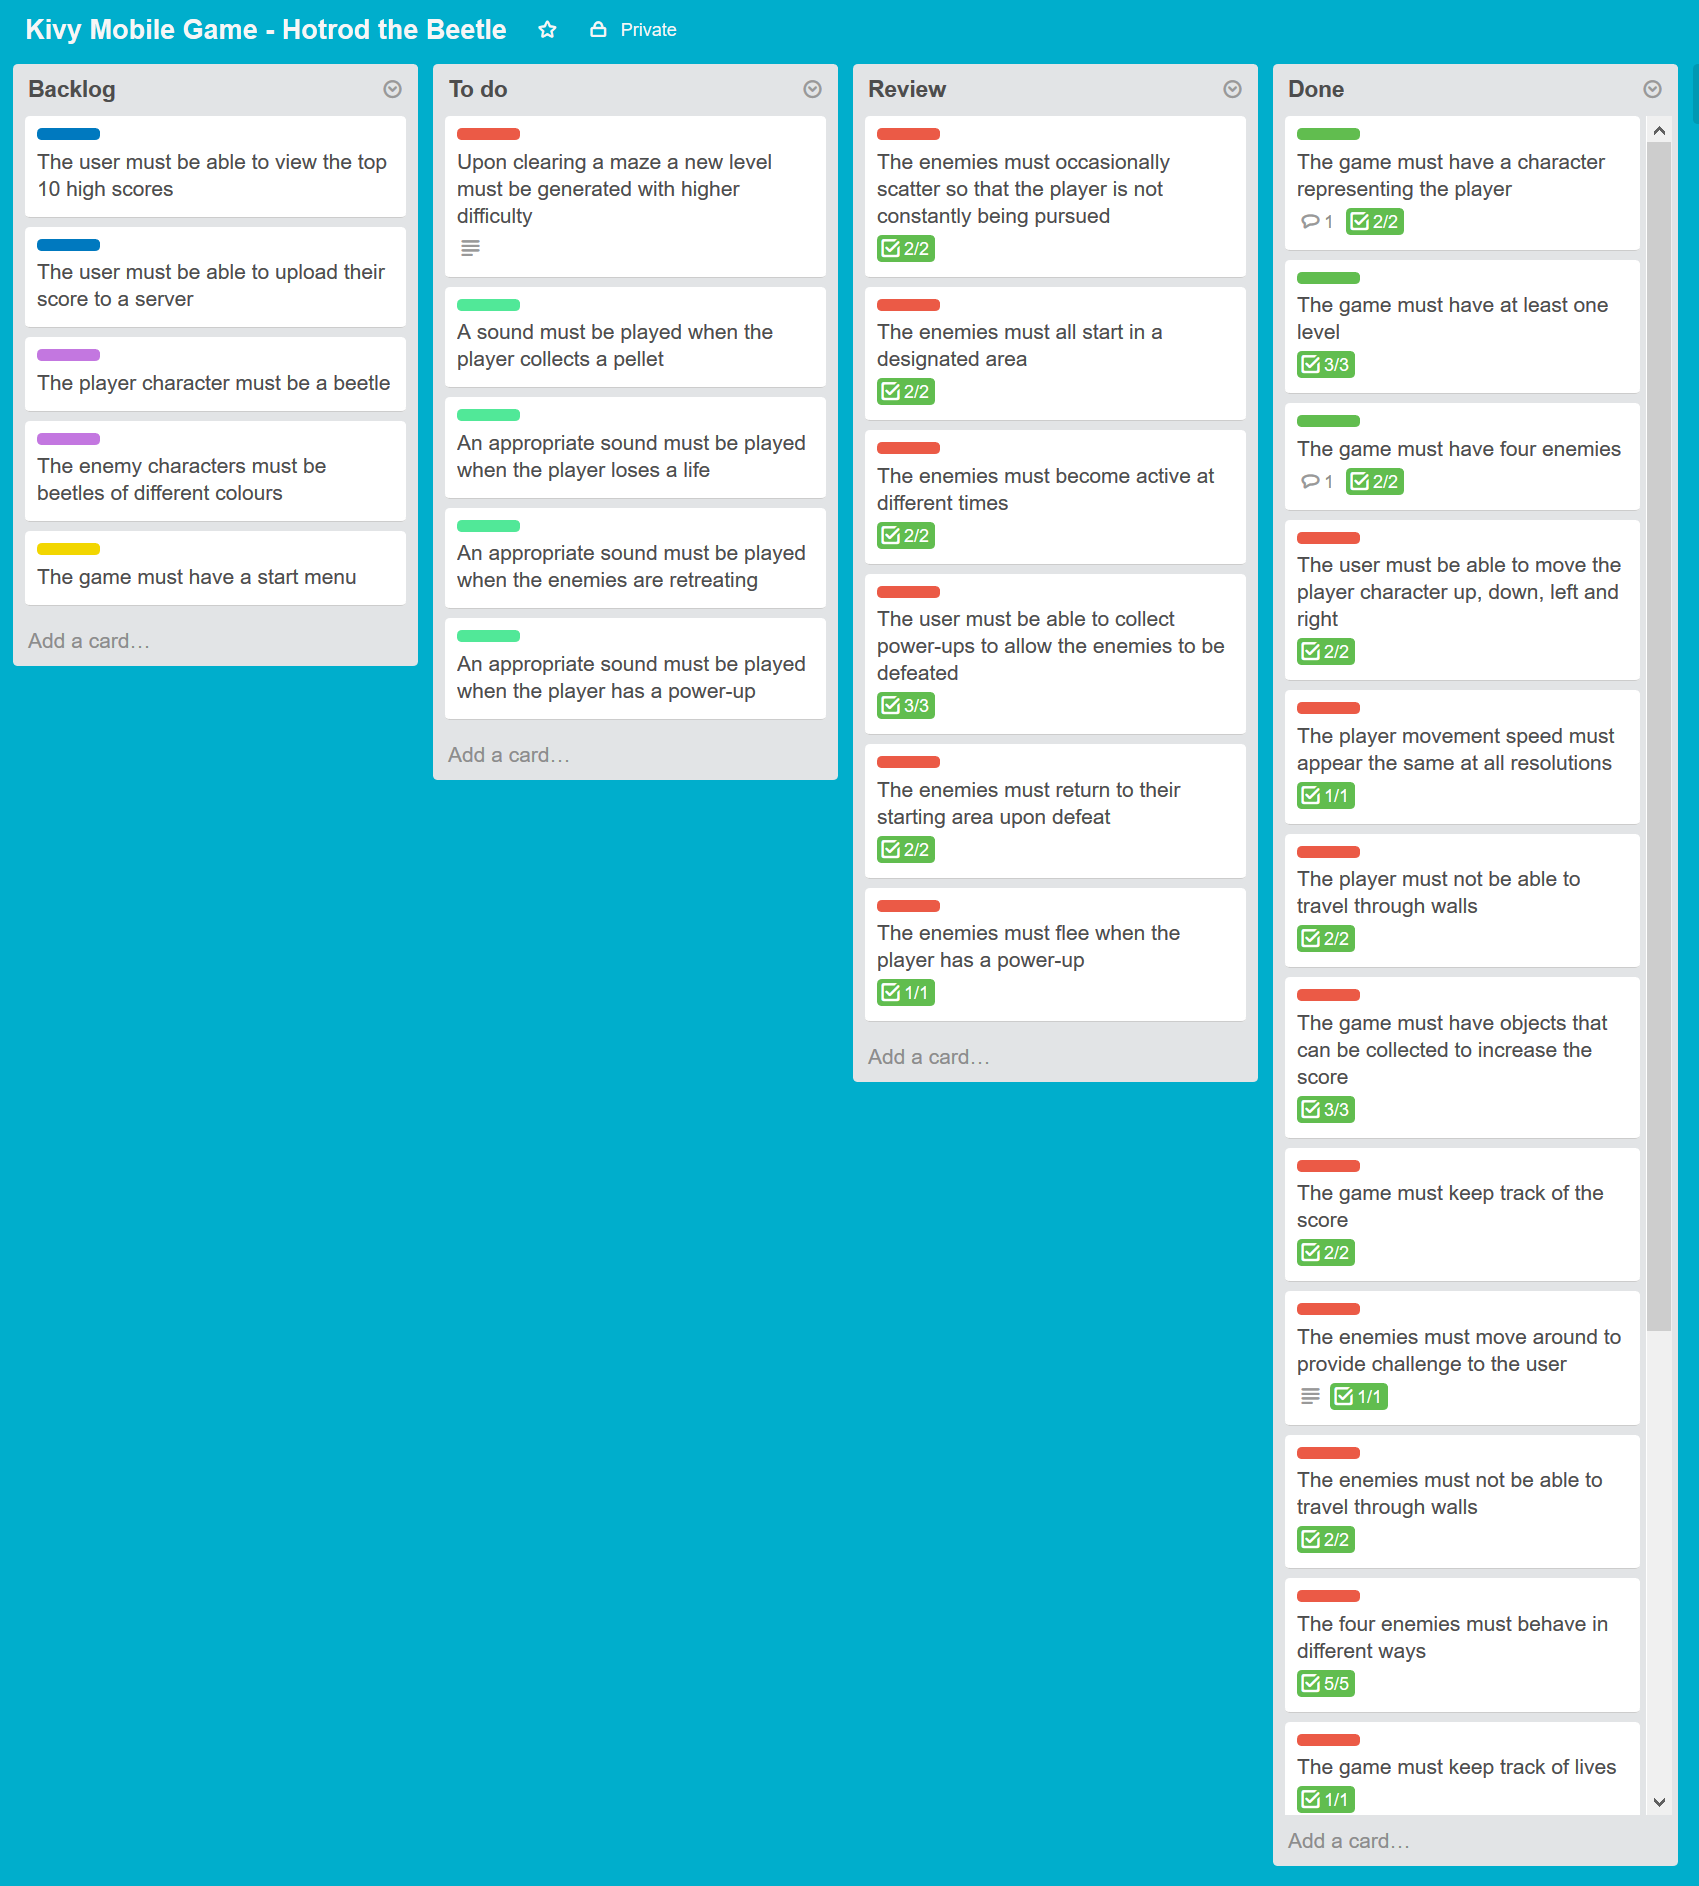 Kivy Mobile Game - Hotrod the Beetle
Private
Backlog
The user must be able to view the top
10 high scores
The user must be able to upload their
score to a server
The player character must be a beetle
The enemy characters must be
beetles of different colours
The game must have a start menu
Add a card…
To do
Upon clearing a maze a new level
must be generated with higher
difficulty
A sound must be played when the
player collects a pellet
An appropriate sound must be played
when the player loses a life
An appropriate sound must be played
when the enemies are retreating
An appropriate sound must be played
when the player has a power-up
Add a card…
Review
The enemies must occasionally
scatter so that the player is not
constantly being pursued
2/2
The enemies must all start in a
designated area
2/2
The enemies must become active at
different times
2/2
The user must be able to collect
power-ups to allow the enemies to be
defeated
3/3
The enemies must return to their
starting area upon defeat
2/2
The enemies must flee when the
player has a power-up
1/1
Add a card…
Done
The game must have a character
representing the player
1 2/2
The game must have at least one
level
3/3
The game must have four enemies
1 2/2
The user must be able to move the
player character up, down, left and
right
2/2
The player movement speed must
appear the same at all resolutions
1/1
The player must not be able to
travel through walls
2/2
The game must have objects that
can be collected to increase the
score
3/3
The game must keep track of the
score
2/2
The enemies must move around to
provide challenge to the user
1/1
The enemies must not be able to
travel through walls
2/2
The four enemies must behave in
different ways
5/5
The game must keep track of lives
1/1
Add a card…